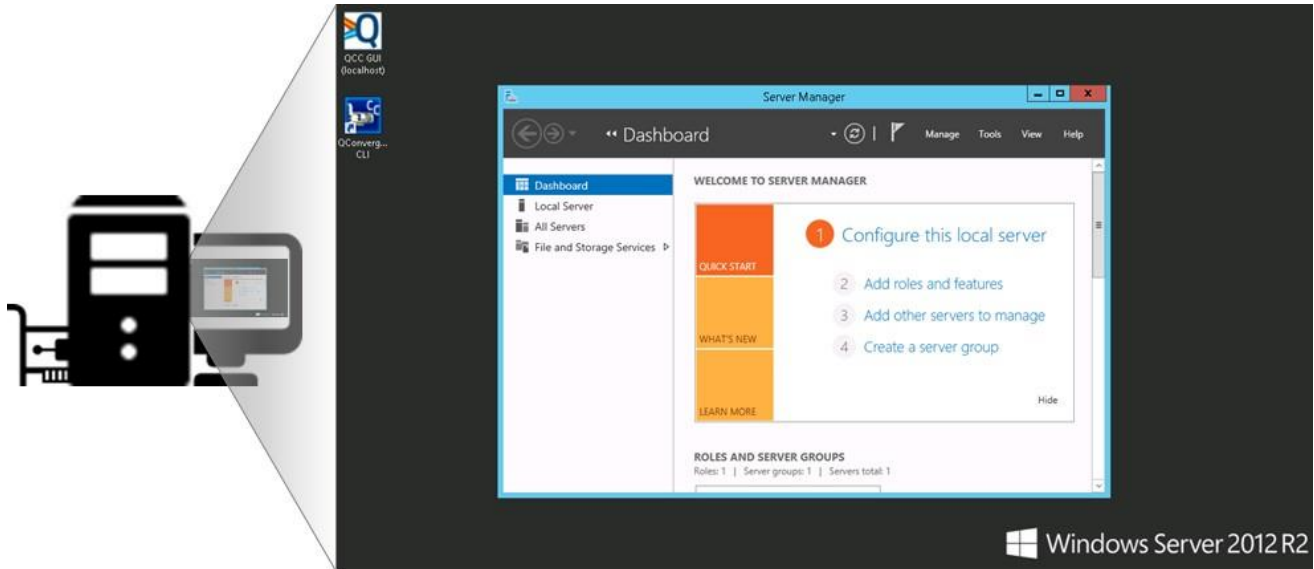 QCC GUI
(localhost)
QConverg...
CLI
Server Manager
Dashboard
Manage Tools View Help
Dashboard
Local Server
All Servers
File and Storage Services
WELCOME TO SERVER MANAGER
QUICK START
WHAT'S NEW
LEARN MORE
1 Configure this local server
2 Add roles and features
3 Add other servers to manage
4 Create a server group
Hide
ROLES AND SERVER GROUPS
Roles: 1 | Server groups: 1 | Servers total: 1
Windows Server 2012 R2